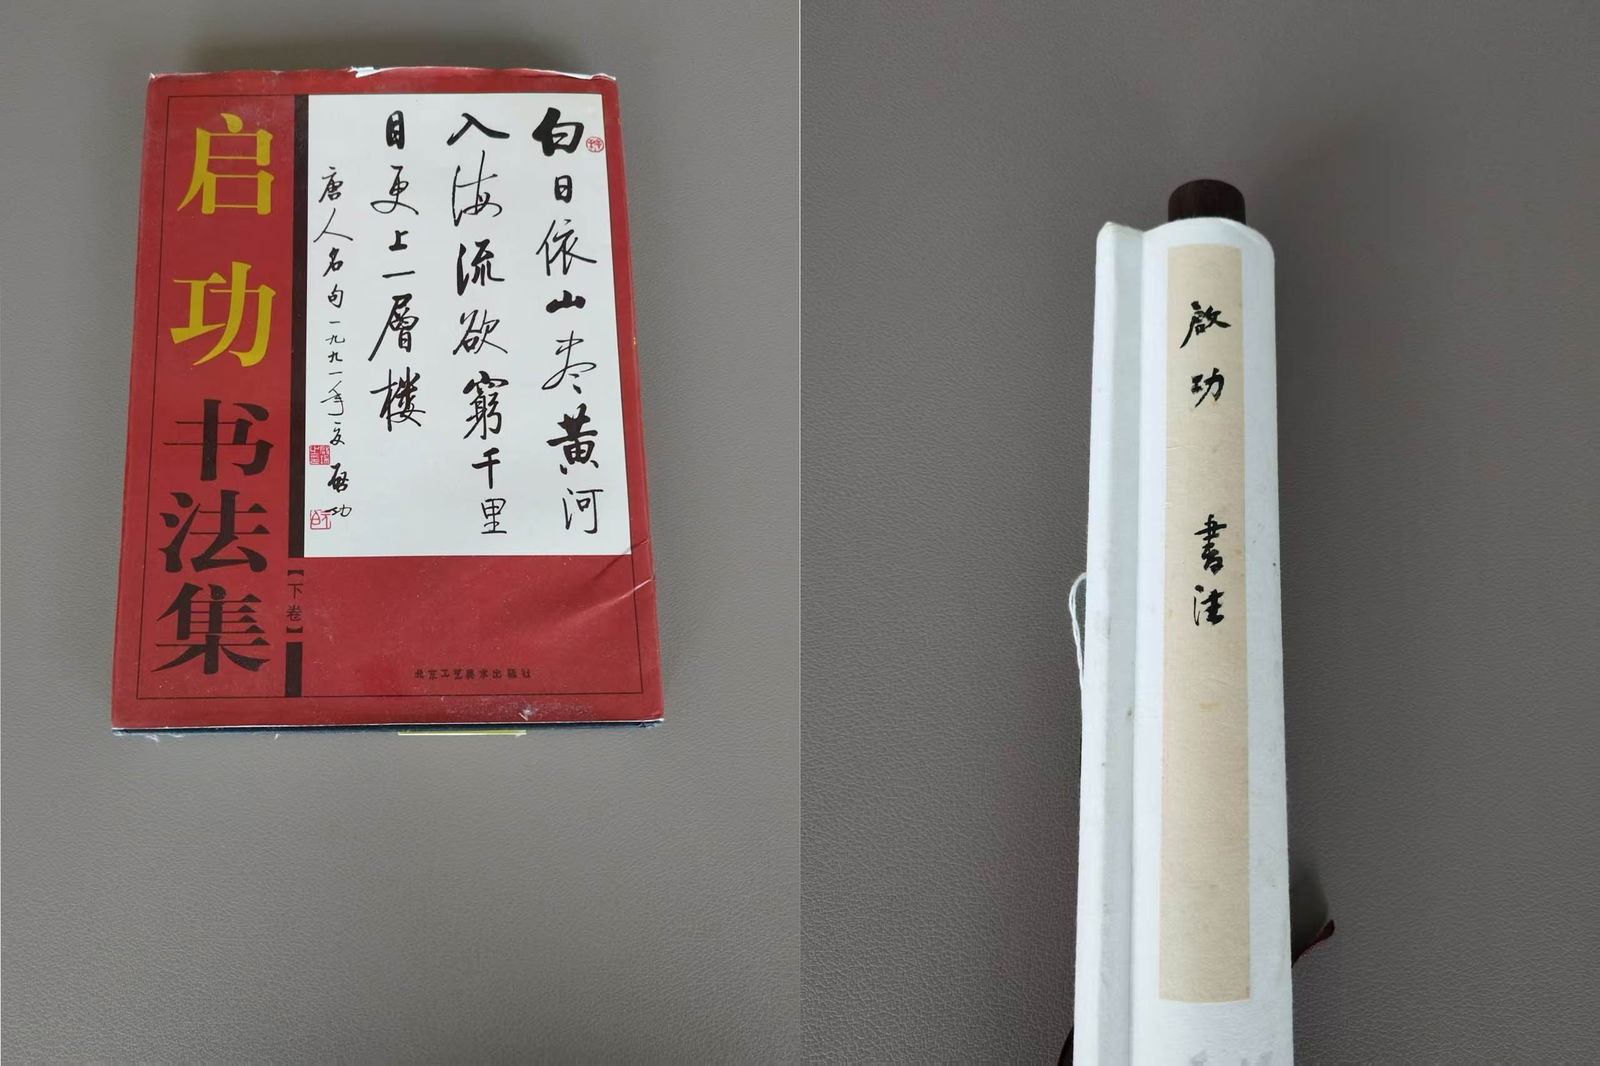 启功书法集
【下卷】
白日依山尽黄河
入海流欲窮千里
目更上一層楼
唐人名句一九九一年夏 启功
北京工艺美术出版社
啟功 書法